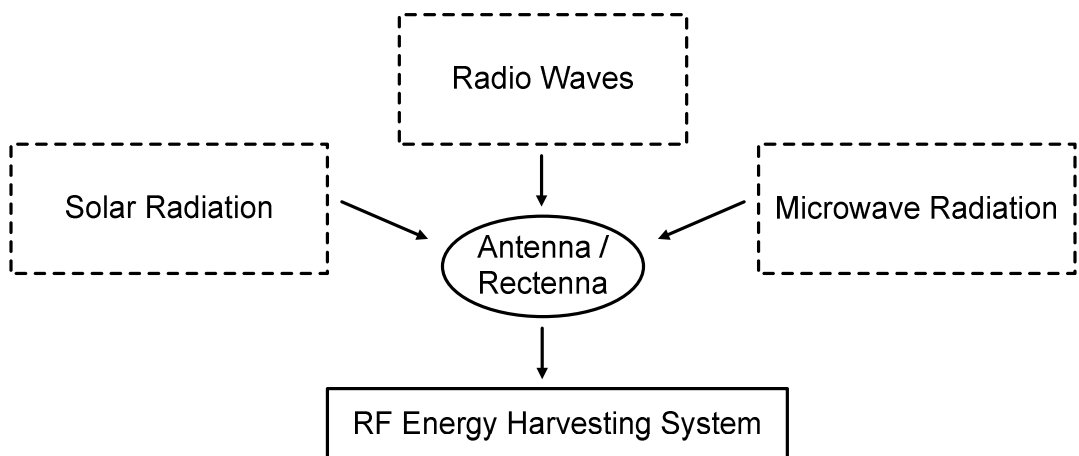 Radio Waves
Solar Radiation
Microwave Radiation
Antenna /
Rectenna
RF Energy Harvesting System